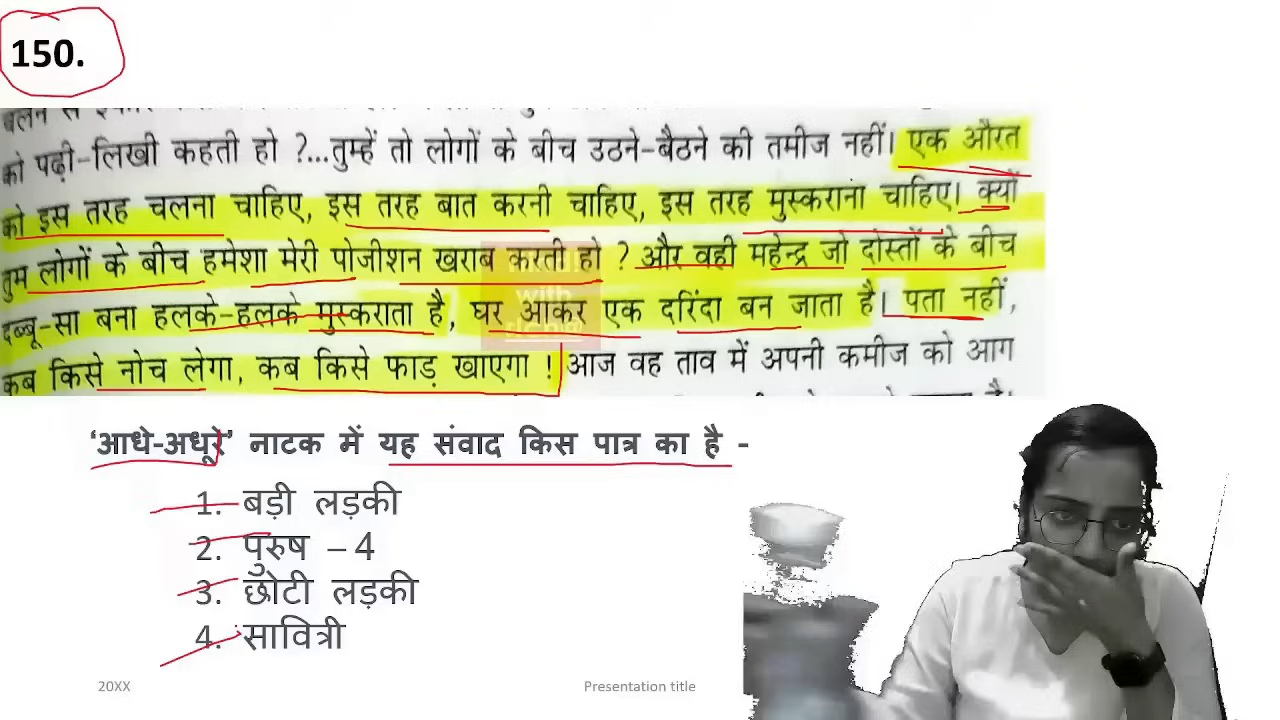 150.
को पढ़ी-लिखी कहती हो ?...तुम्हें तो लोगों के बीच उठने-बैठने की तमीज नहीं। एक औरत
को इस तरह चलना चाहिए, इस तरह बात करनी चाहिए, इस तरह मुस्कराना चाहिए। क्यों
तुम लोगों के बीच हमेशा मेरी पोजीशन खराब करती हो ? और वही महेन्द्र जो दोस्तों के बीच
दब्बू-सा बना हलके-हलके मुस्कराता है, घर आकर एक दरिंदा बन जाता है। पता नहीं,
कब किसे नोच लेगा, कब किसे फाड़ खाएगा ! आज वह ताव में अपनी कमीज को आग
‘आधे-अधूरे’ नाटक में यह संवाद किस पात्र का है -
1. बड़ी लड़की
2. पुरुष – 4
3. छोटी लड़की
4. सावित्री
20XX
Presentation title